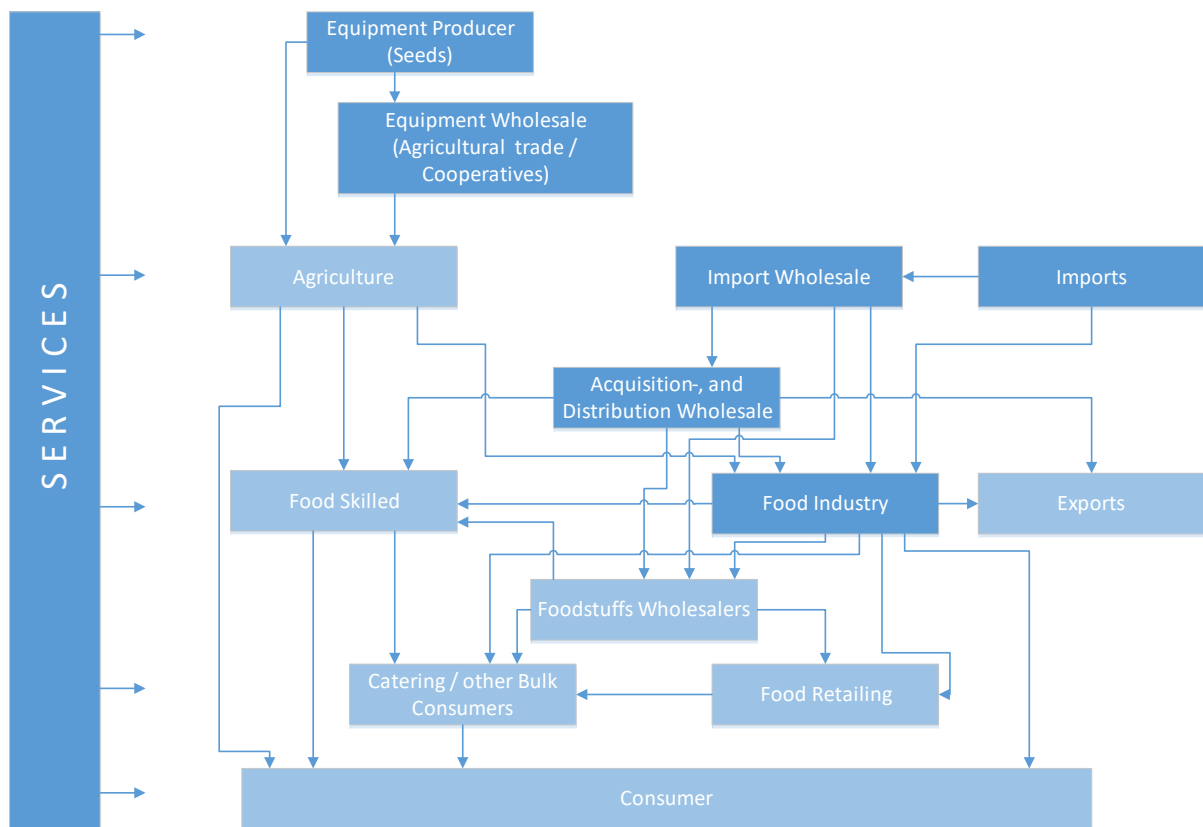 SERVICES
Equipment Producer
(Seeds)
Equipment Wholesale
(Agricultural trade /
Cooperatives)
Agriculture
Import Wholesale
Imports
Acquisition-, and
Distribution Wholesale
Food Skilled
Food Industry
Exports
Foodstuffs Wholesalers
Catering / other Bulk
Consumers
Food Retailing
Consumer